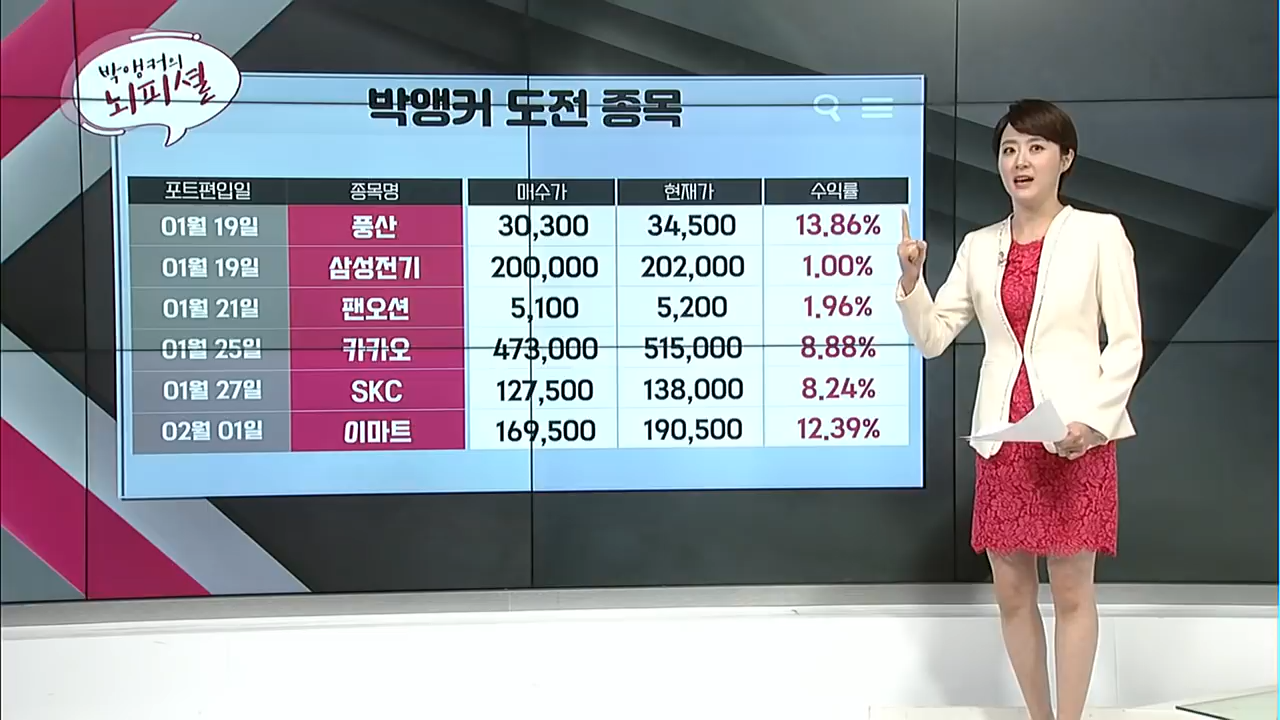 박앵커의
뇌피셜
박앵커 도전 종목
포트편입일 종목명 매수가 현재가 수익률
01월 19일 풍산 30,300 34,500 13.86%
01월 19일 삼성전기 200,000 202,000 1.00%
01월 21일 팬오션 5,100 5,200 1.96%
01월 25일 카카오 473,000 515,000 8.88%
01월 27일 SKC 127,500 138,000 8.24%
02월 01일 이마트 169,500 190,500 12.39%